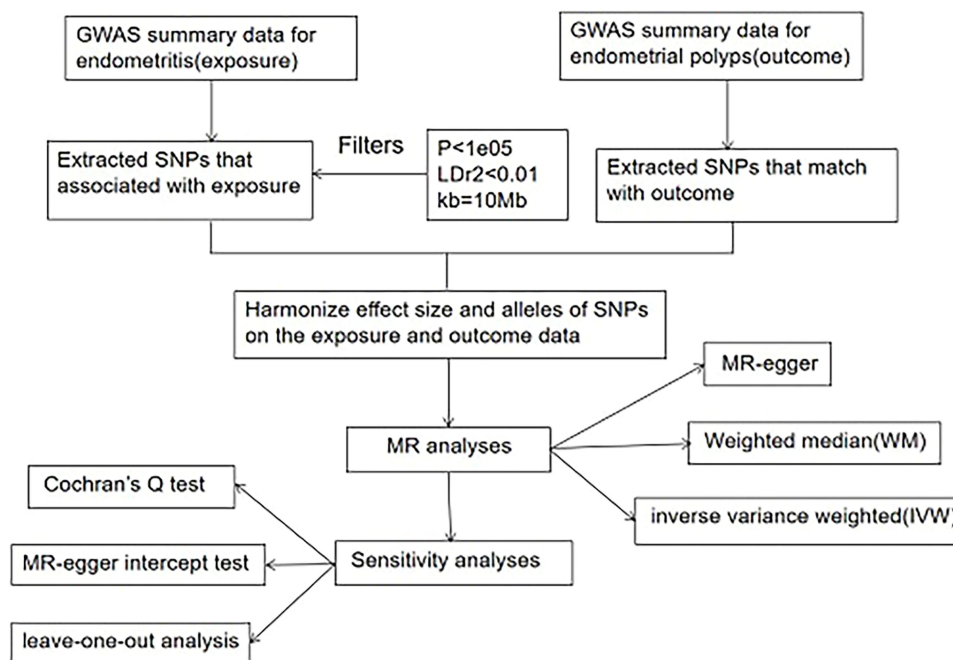 GWAS summary data for
endometritis(exposure)
GWAS summary data for
endometrial polyps(outcome)
Extracted SNPs that
associated with exposure
Filters
P<1e05
LDr2<0.01
kb=10Mb
Extracted SNPs that match
with outcome
Harmonize effect size and alleles of SNPs
on the exposure and outcome data
MR-egger
MR analyses
Weighted median(WM)
inverse variance weighted(IVW)
Cochran's Q test
Sensitivity analyses
MR-egger intercept test
leave-one-out analysis